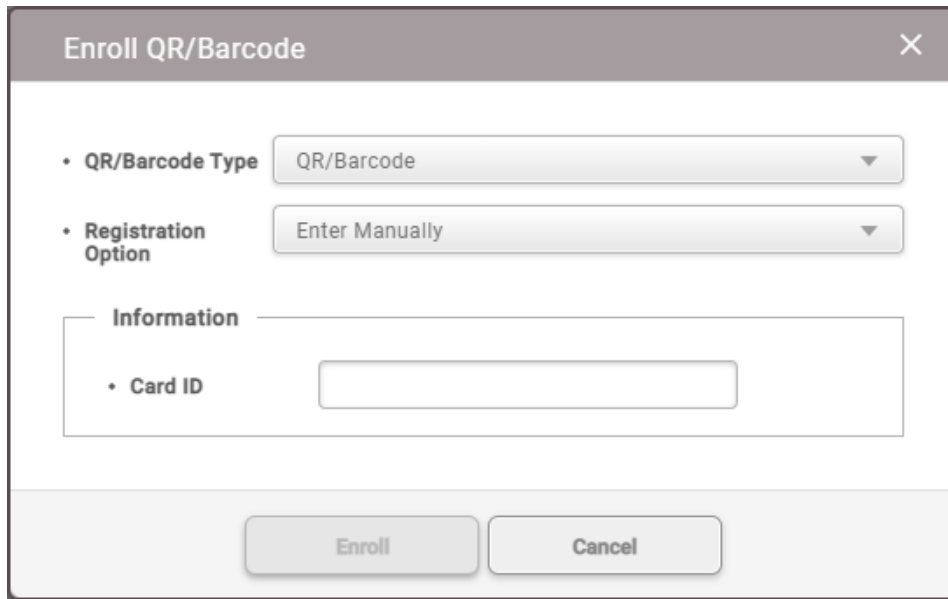 Enroll QR/Barcode
• QR/Barcode Type QR/Barcode
• Registration Option Enter Manually
Information
• Card ID
Enroll Cancel